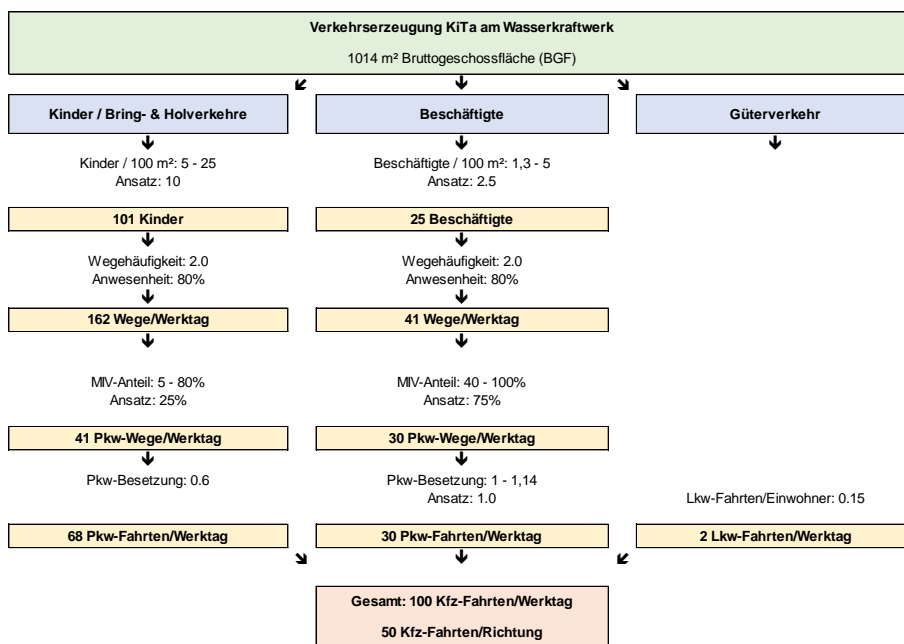 Verkehrserzeugung KiTa am Wasserkraftwerk
1014 m² Bruttogeschossfläche (BGF)
Kinder / Bring- & Holverkehre
Beschäftigte
Güterverkehr
Kinder / 100 m²: 5 - 25
Ansatz: 10
Beschäftigte / 100 m²: 1,3 - 5
Ansatz: 2.5
101 Kinder
25 Beschäftigte
Wegehäufigkeit: 2.0
Anwesenheit: 80%
Wegehäufigkeit: 2.0
Anwesenheit: 80%
162 Wege/Werktag
41 Wege/Werktag
MIV-Anteil: 5 - 80%
Ansatz: 25%
MIV-Anteil: 40 - 100%
Ansatz: 75%
41 Pkw-Wege/Werktag
30 Pkw-Wege/Werktag
Pkw-Besetzung: 0.6
Pkw-Besetzung: 1 - 1,14
Ansatz: 1.0
Lkw-Fahrten/Einwohner: 0.15
68 Pkw-Fahrten/Werktag
30 Pkw-Fahrten/Werktag
2 Lkw-Fahrten/Werktag
Gesamt: 100 Kfz-Fahrten/Werktag
50 Kfz-Fahrten/Richtung